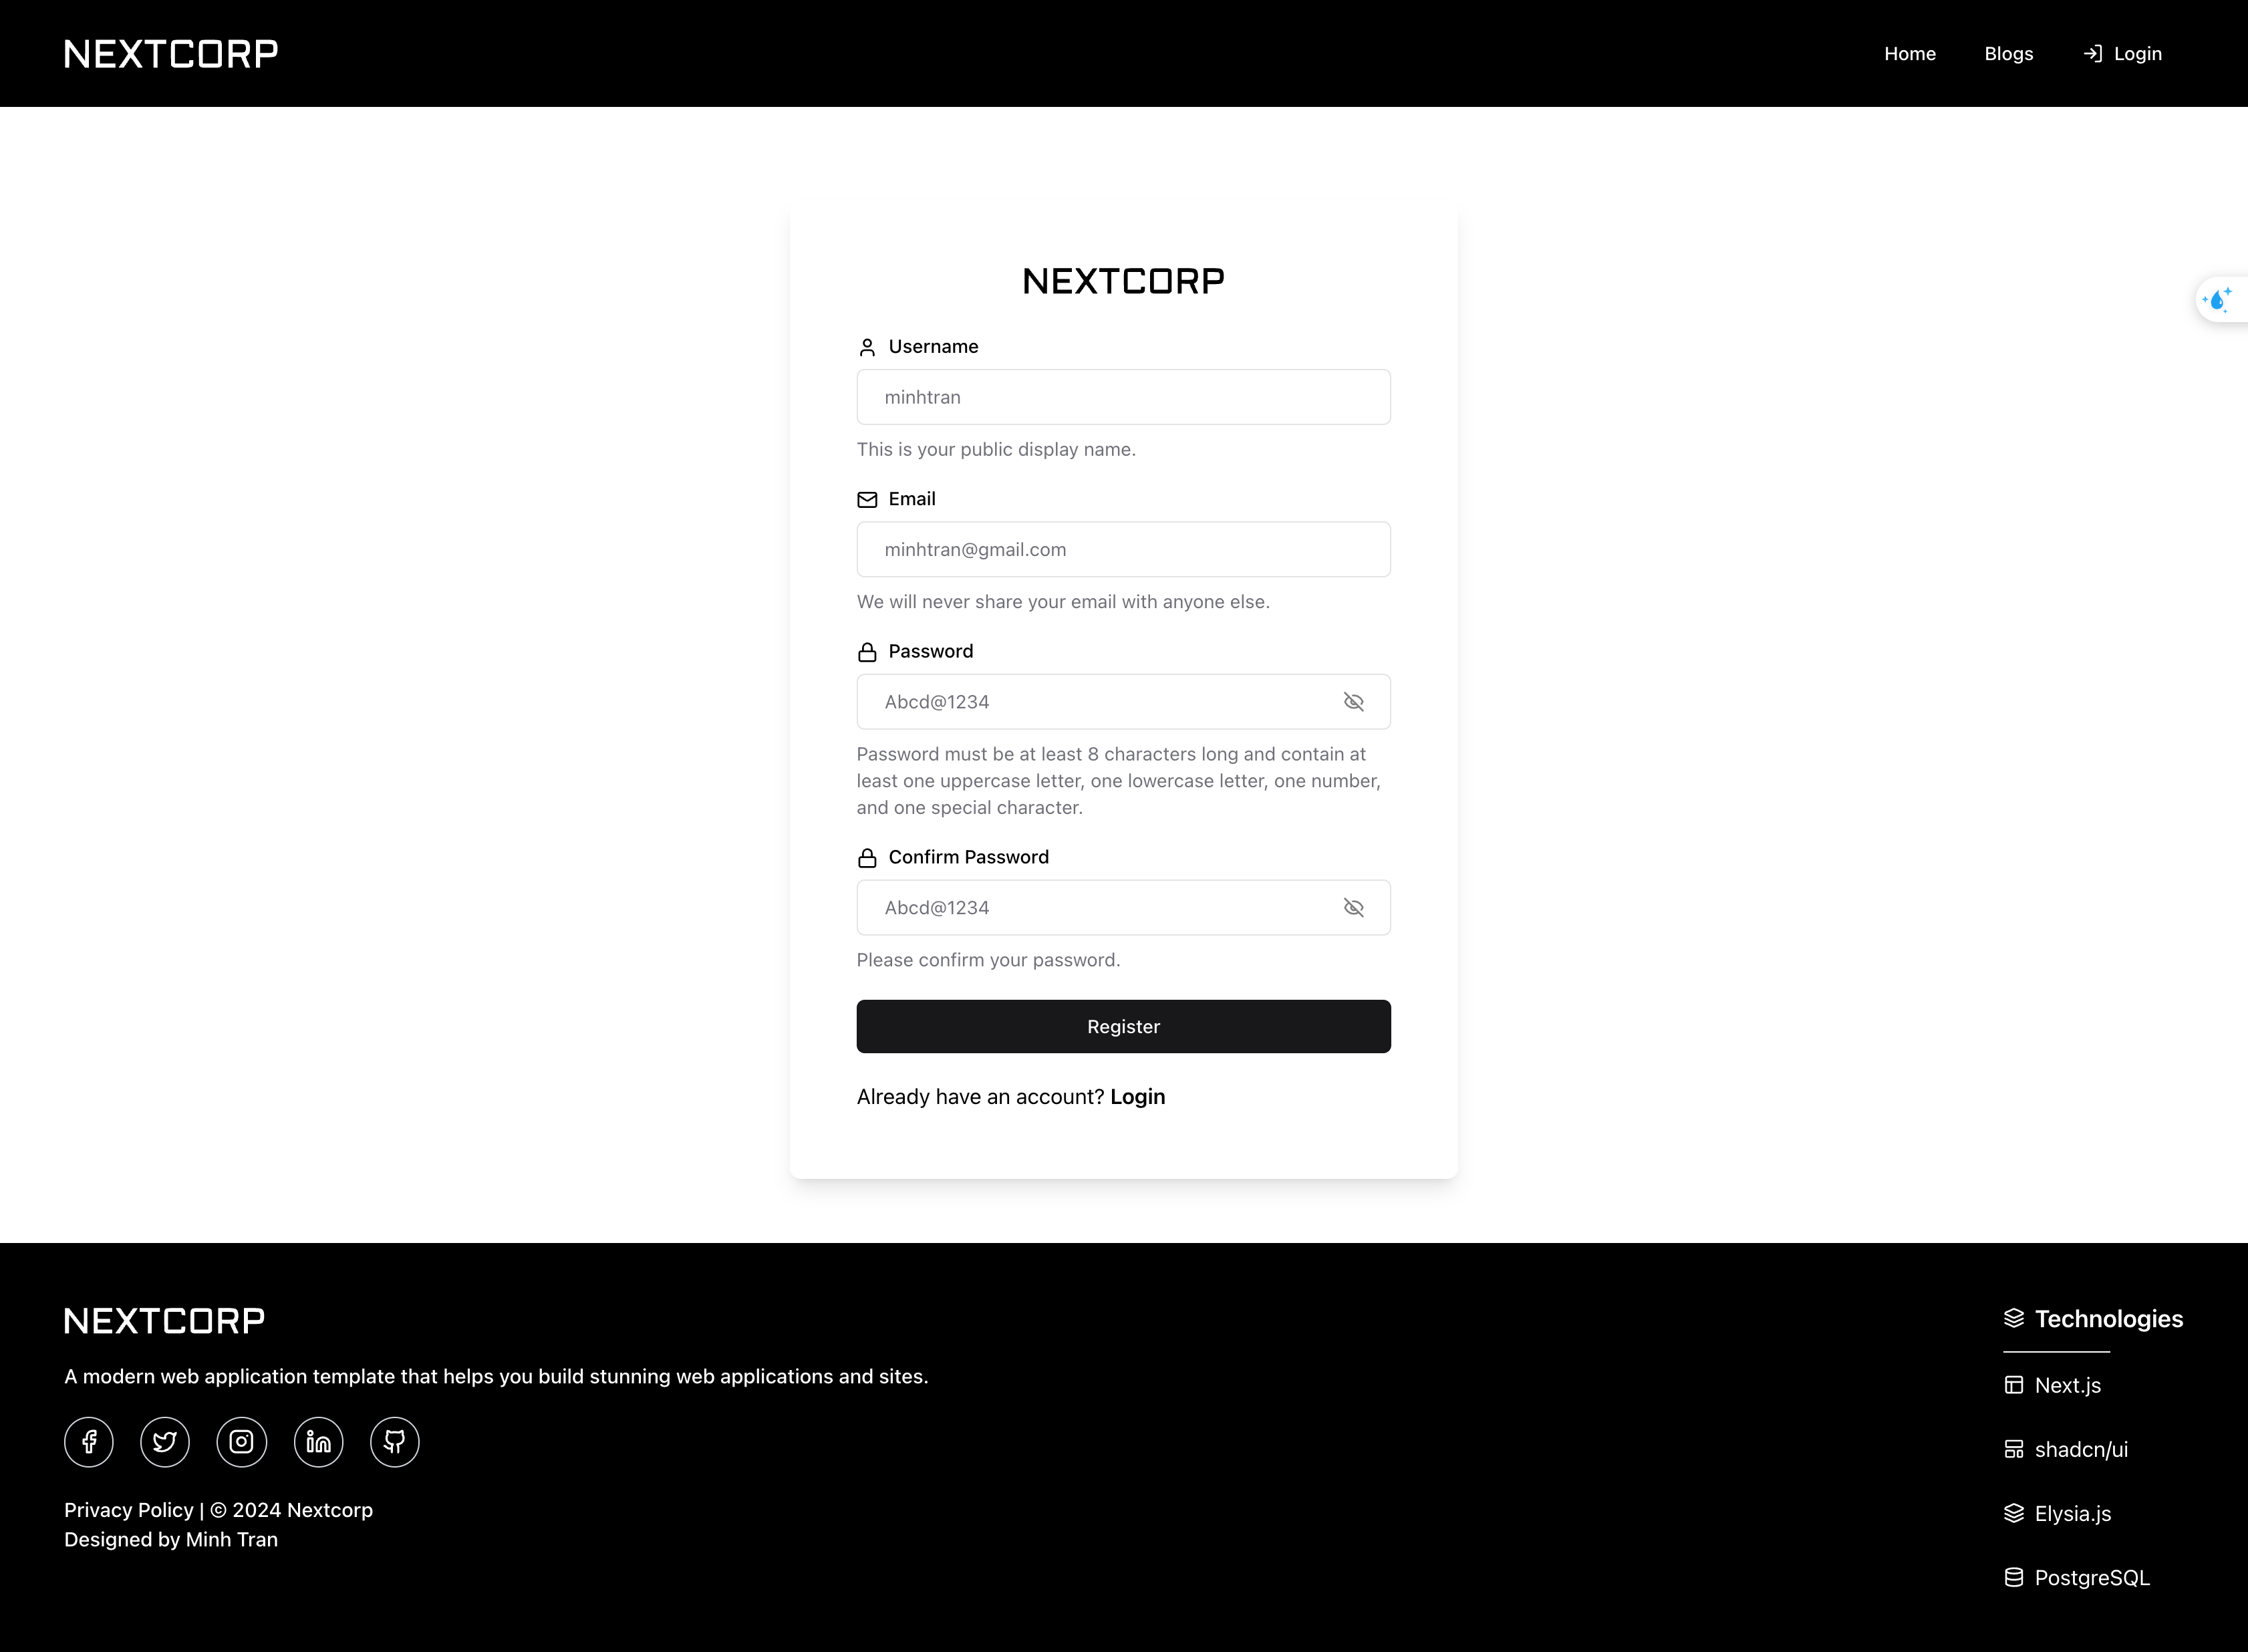 NEXTCORP
Home
Blogs
Login
NEXTCORP
Username
minhtran
This is your public display name.
Email
minhtran@gmail.com
We will never share your email with anyone else.
Password
Abcd@1234
Password must be at least 8 characters long and contain at
least one uppercase letter, one lowercase letter, one number,
and one special character.
Confirm Password
Abcd@1234
Please confirm your password.
Register
Already have an account? Login
NEXTCORP
A modern web application template that helps you build stunning web applications and sites.
Privacy Policy | © 2024 Nextcorp
Designed by Minh Tran
Technologies
Next.js
shadcn/ui
Elysia.js
PostgreSQL